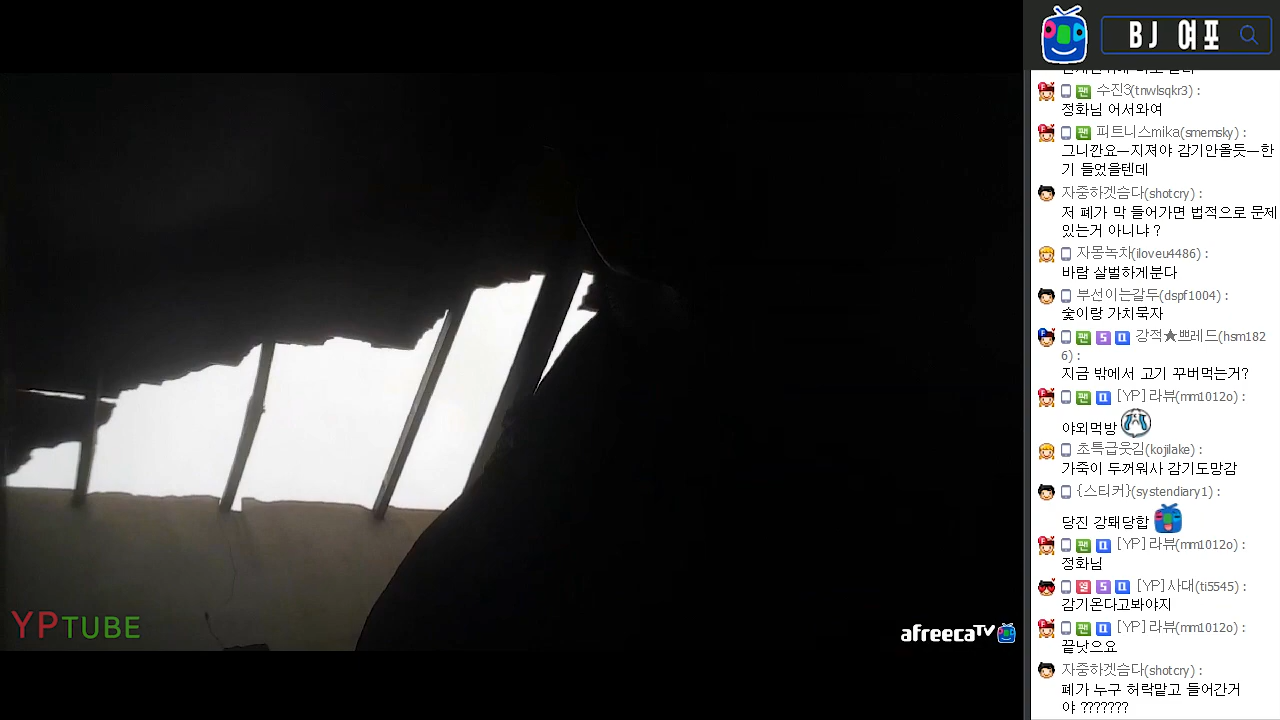 BJ 여포
수진3(tnwlsqkr3) :
정화님 어서와여
피트니스mika(smemsky) :
그니깐요ㅡ지져야 감기안올듯ㅡ한
기 들었을텐데
자중하겟슴다(shotcry) :
저 폐가 막 들어가면 법적으로 문제
있는거 아니냐 ?
자몽녹차(iloveu4486) :
바람 살벌하게분다
부선이는갈두(dspf1004) :
숯이랑 가치묵자
팬 S 강적★쁘레드(hsm182
6) :
지금 밖에서 고기 꾸버먹는거?
[YP] 라뷰(mm1012o) :
야외먹방
초특급웃김(kojilake) :
가죽이 두꺼워사 감기도망감
{스티커}(systendiary1) :
당진 강퇘당함
[YP] 라뷰(mm1012o) :
정화님
열 S [YP] 사대(ti5545) :
감기온다고봐야지
[YP] 라뷰(mm1012o) :
끝낫으요
자중하겟슴다(shotcry) :
폐가 누구 허락맡고 들어간거
야 ???????
YPTUBE
afreecaTV